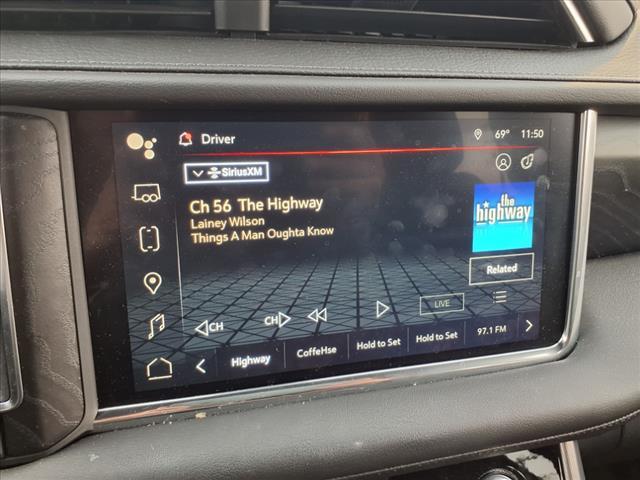 Driver
69° 11:50
SiriusXM
Ch 56 The Highway
Lainey Wilson
Things A Man Oughta Know
the highway
Related
CH
CH
LIVE
Highway
CoffeHse
Hold to Set
Hold to Set
97.1 FM